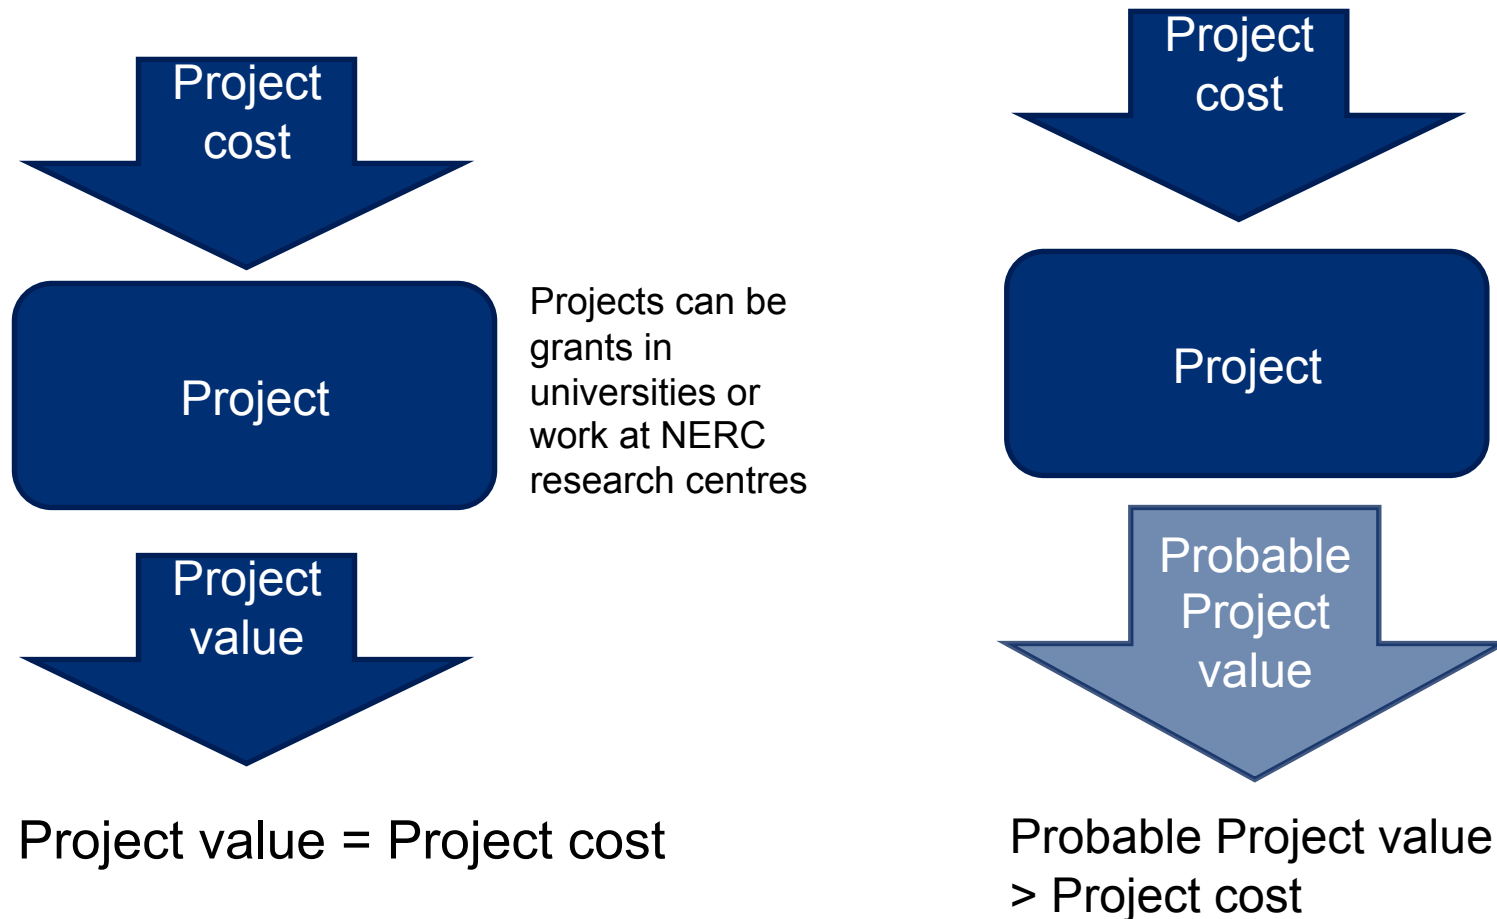 Project
cost
Project
Projects can be
grants in
universities or
work at NERC
research centres
Project
value
Project value = Project cost
Project
cost
Project
Probable
Project
value
Probable Project value
> Project cost